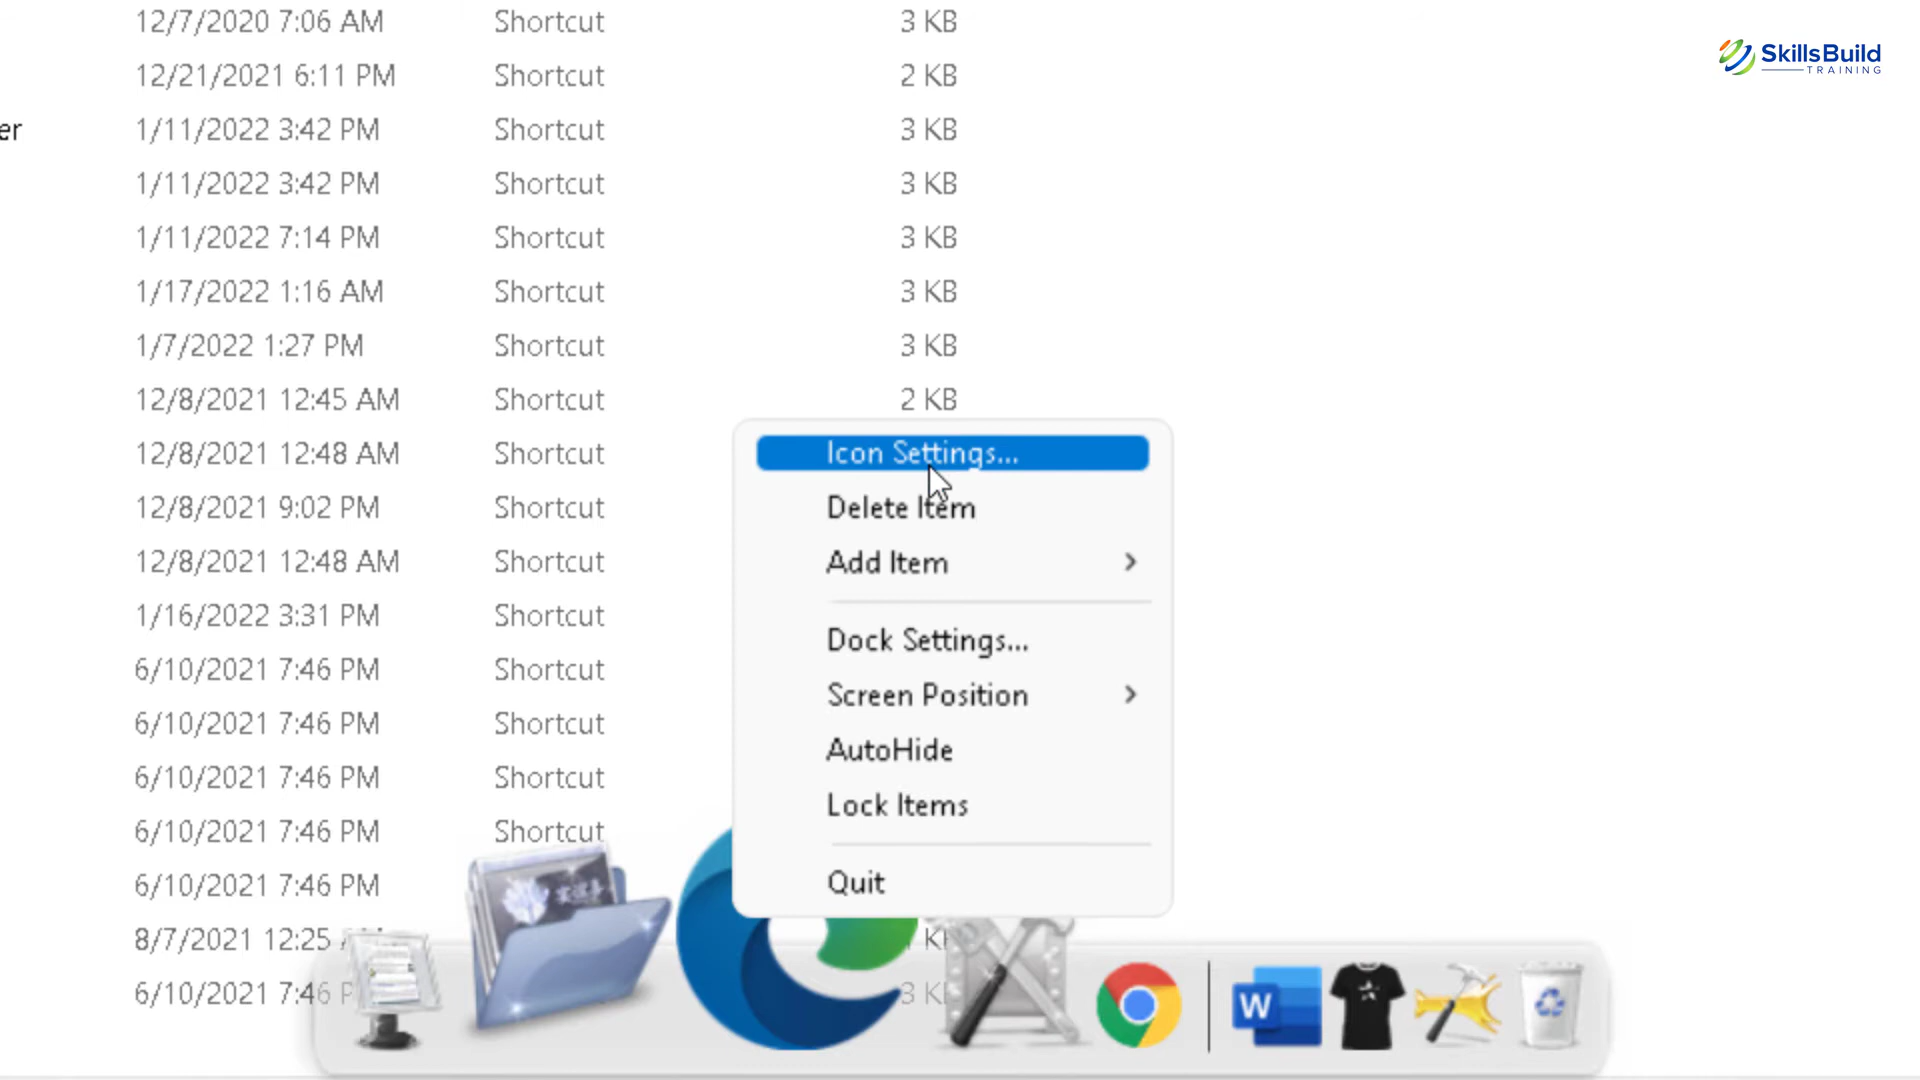 12/7/2020 7:06 AM Shortcut 3 KB
SkillsBuild
TRAINING
12/21/2021 6:11 PM Shortcut 2 KB
er 1/11/2022 3:42 PM Shortcut 3 KB
1/11/2022 3:42 PM Shortcut 3 KB
1/11/2022 7:14 PM Shortcut 3 KB
1/17/2022 1:16 AM Shortcut 3 KB
1/7/2022 1:27 PM Shortcut 3 KB
12/8/2021 12:45 AM Shortcut 2 KB
12/8/2021 12:48 AM Shortcut
12/8/2021 9:02 PM Shortcut
12/8/2021 12:48 AM Shortcut
1/16/2022 3:31 PM Shortcut
6/10/2021 7:46 PM Shortcut
6/10/2021 7:46 PM Shortcut
6/10/2021 7:46 PM Shortcut
6/10/2021 7:46 PM Shortcut
6/10/2021 7:46 PM
8/7/2021 12:25 KB
6/10/2021 7:46 P 3 K
Icon Settings...
Delete Item
Add Item
Dock Settings...
Screen Position
AutoHide
Lock Items
Quit
W